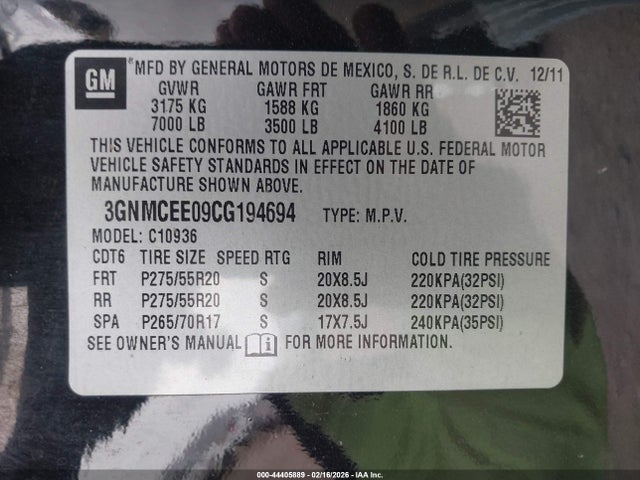 GM
®MFD BY GENERAL MOTORS DE MEXICO, S. DE R.L. DE C.V. 12/11
GVWR GAWR FRT GAWR RR
3175 KG 1588 KG 1860 KG
7000 LB 3500 LB 4100 LB
THIS VEHICLE CONFORMS TO ALL APPLICABLE U.S. FEDERAL MOTOR
VEHICLE SAFETY STANDARDS IN EFFECT ON THE DATE OF
MANUFACTURE SHOWN ABOVE.
3GNMCEE09CG194694 TYPE: M.P.V.
MODEL: C10936
CDT6 TIRE SIZE SPEED RTG RIM COLD TIRE PRESSURE
FRT P275/55R20 S 20X8.5J 220KPA(32PSI)
RR P275/55R20 S 20X8.5J 220KPA(32PSI)
SPA P265/70R17 S 17X7.5J 240KPA(35PSI)
SEE OWNER'S MANUAL i FOR MORE INFORMATION.
000-44405889 - 02/16/2026 - IAA Inc.